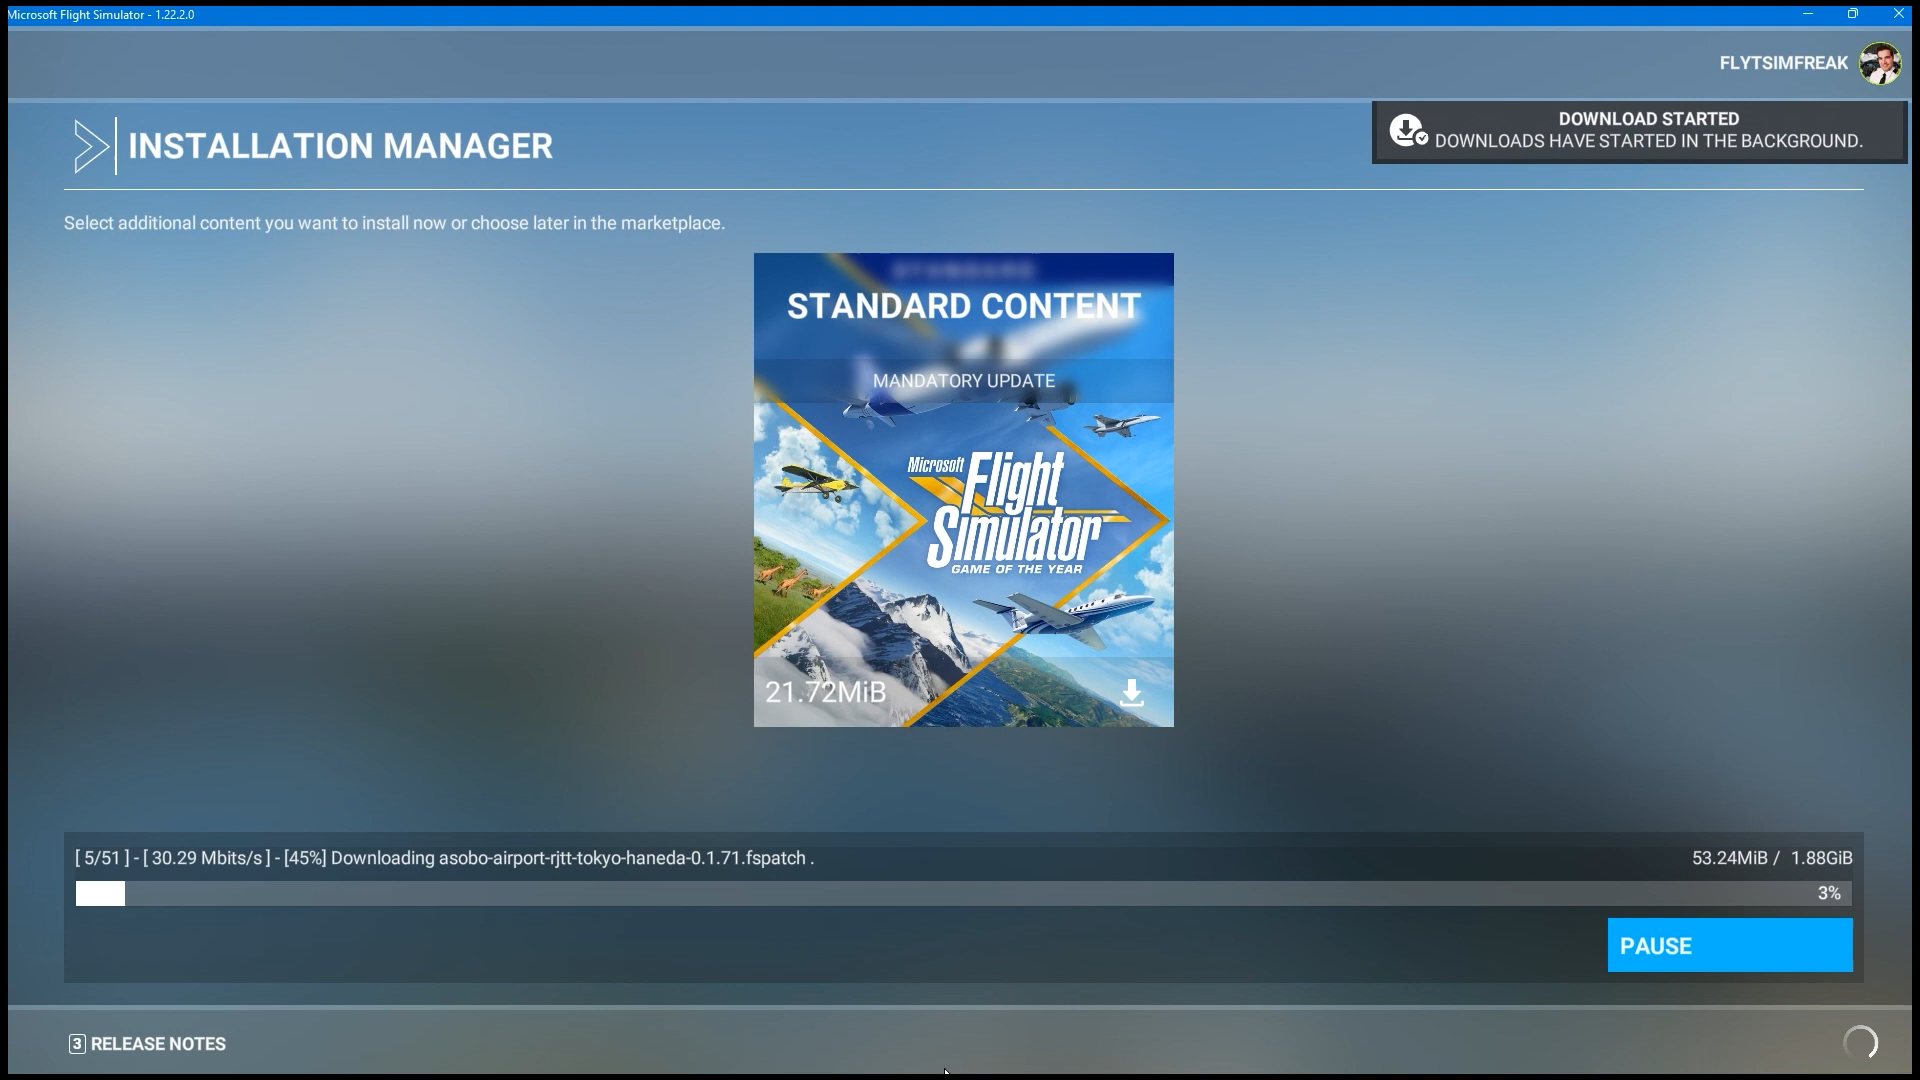 Microsoft Flight Simulator - 1.22.2.0
FLYTSIMFREAK
INSTALLATION MANAGER
DOWNLOAD STARTED
DOWNLOADS HAVE STARTED IN THE BACKGROUND.
Select additional content you want to install now or choose later in the marketplace.
STANDARD
STANDARD CONTENT
MANDATORY UPDATE
Microsoft
Flight
Simulator
GAME OF THE YEAR
21.72MiB
[ 5/51 ] - [ 30.29 Mbits/s ] - [45%] Downloading asobo-airport-rjtt-tokyo-haneda-0.1.71.fspatch .
53.24MiB / 1.88GiB
3%
PAUSE
3 RELEASE NOTES